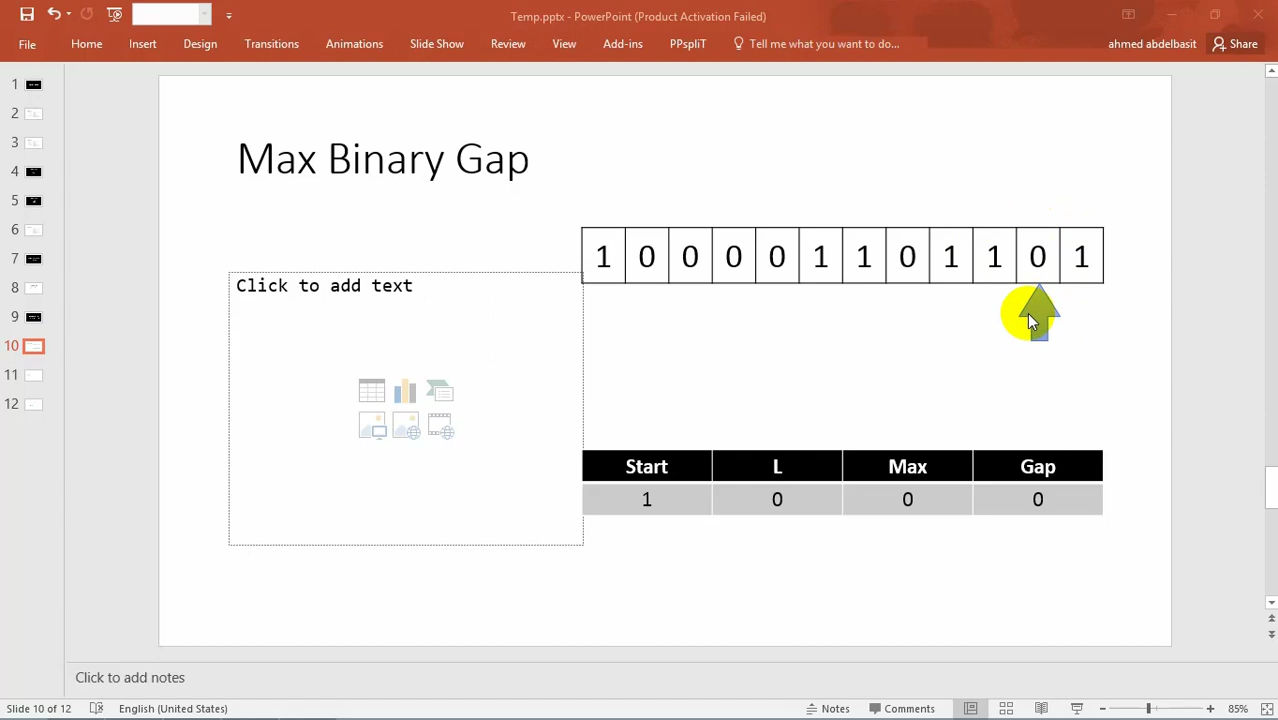 Temp.pptx - PowerPoint (Product Activation Failed)
File Home Insert Design Transitions Animations Slide Show Review View Add-ins PPspliT Tell me what you want to do... ahmed abdelbasit Share
1
2
3
4
5
6
7
8
9
10
11
12
Max Binary Gap
1 0 0 0 0 1 1 0 1 1 0 1
Click to add text
Start L Max Gap
1 0 0 0
Click to add notes
Slide 10 of 12 English (United States) Notes Comments 85%